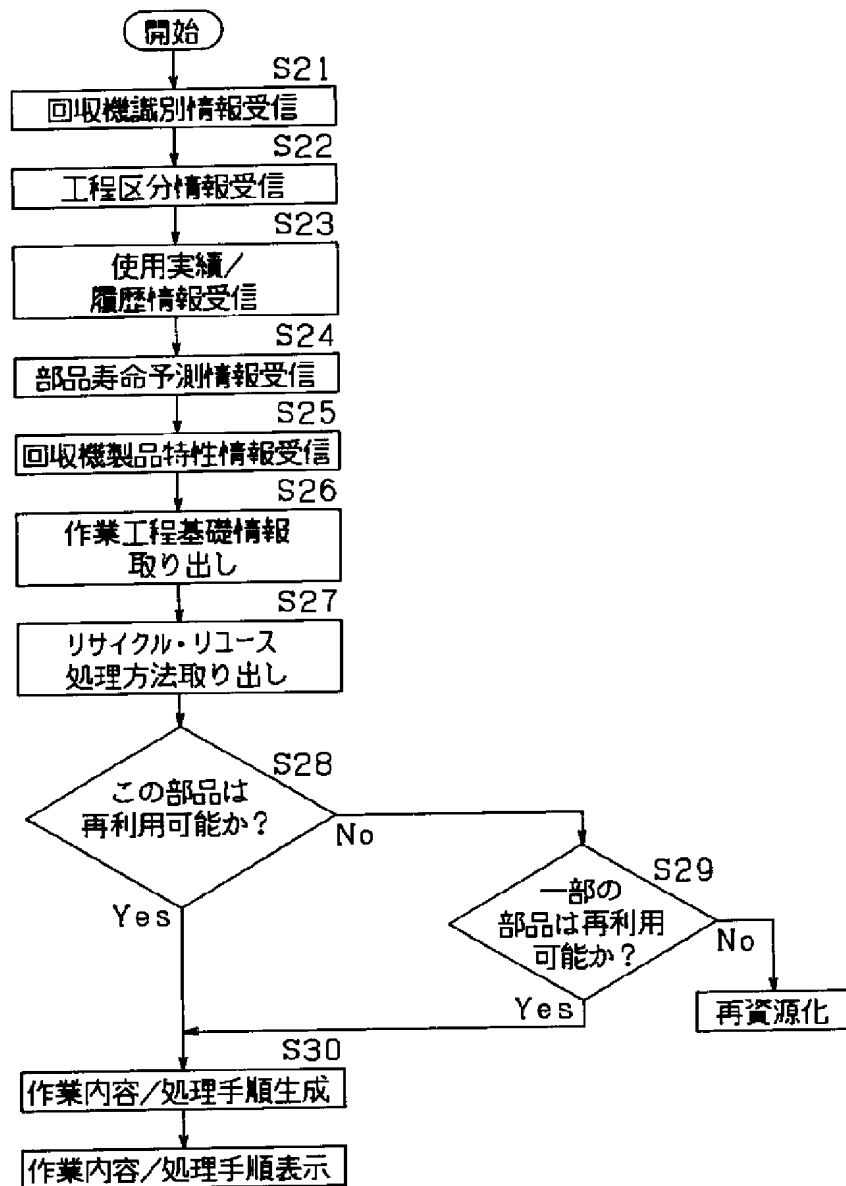 開始
S21
回収機識別情報受信
S22
工程区分情報受信
S23
使用実績/
履歴情報受信
S24
部品寿命予測情報受信
S25
回収機製品特性情報受信
S26
作業工程基礎情報
取り出し
S27
リサイクル・リユース
処理方法取り出し
S28
この部品は
再利用可能か?
No
Yes
S29
一部の
部品は再利用
可能か?
No
Yes
再資源化
S30
作業内容/処理手順生成
作業内容/処理手順表示